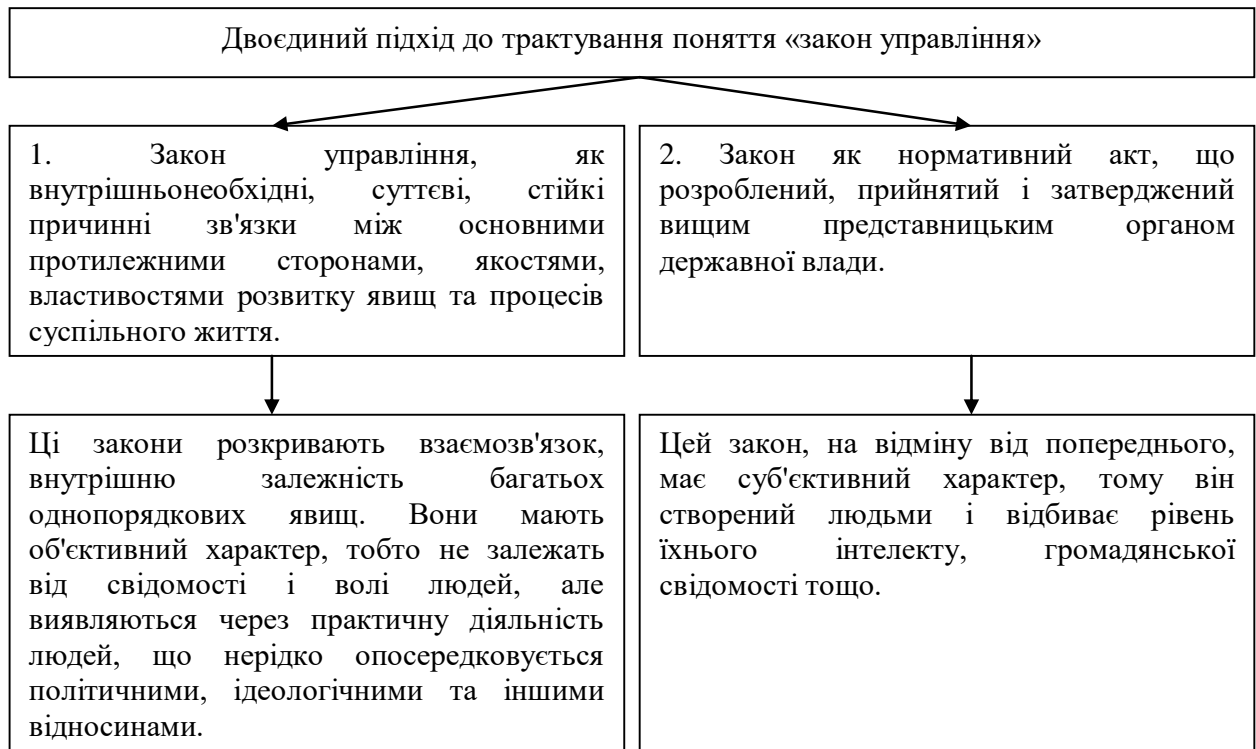 Двоєдиний підхід до трактування поняття «закон управління»
1. Закон управління, як
внутрішньонеобхідні, суттєві, стійкі
причинні зв'язки між основними
протилежними сторонами, якостями,
властивостями розвитку явищ та процесів
суспільного життя.
2. Закон як нормативний акт, що
розроблений, прийнятий і затверджений
вищим представницьким органом
державної влади.
Ці закони розкривають взаємозв'язок,
внутрішню залежність багатьох
однопорядкових явищ. Вони мають
об'єктивний характер, тобто не залежать
від свідомості і волі людей, але
виявляються через практичну діяльність
людей, що нерідко опосередковується
політичними, ідеологічними та іншими
відносинами.
Цей закон, на відміну від попереднього,
має суб'єктивний характер, тому він
створений людьми і відбиває рівень
їхнього інтелекту, громадянської
свідомості тощо.